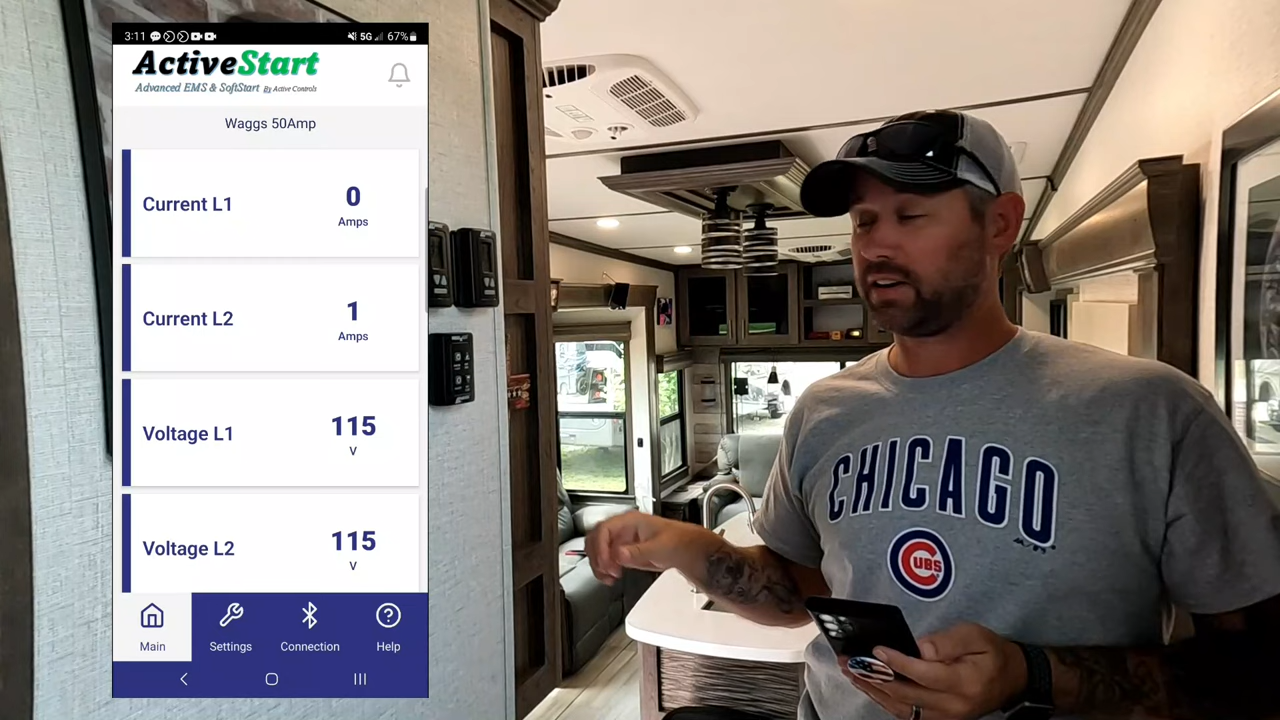 3:11
5G
67%
ActiveStart
Advanced EMS & SoftStart By Active Controls
Waggs 50Amp
Current L1
0
Amps
Current L2
1
Amps
Voltage L1
115
V
Voltage L2
115
V
Main
Settings
Connection
Help
CHICAGO
CUBS